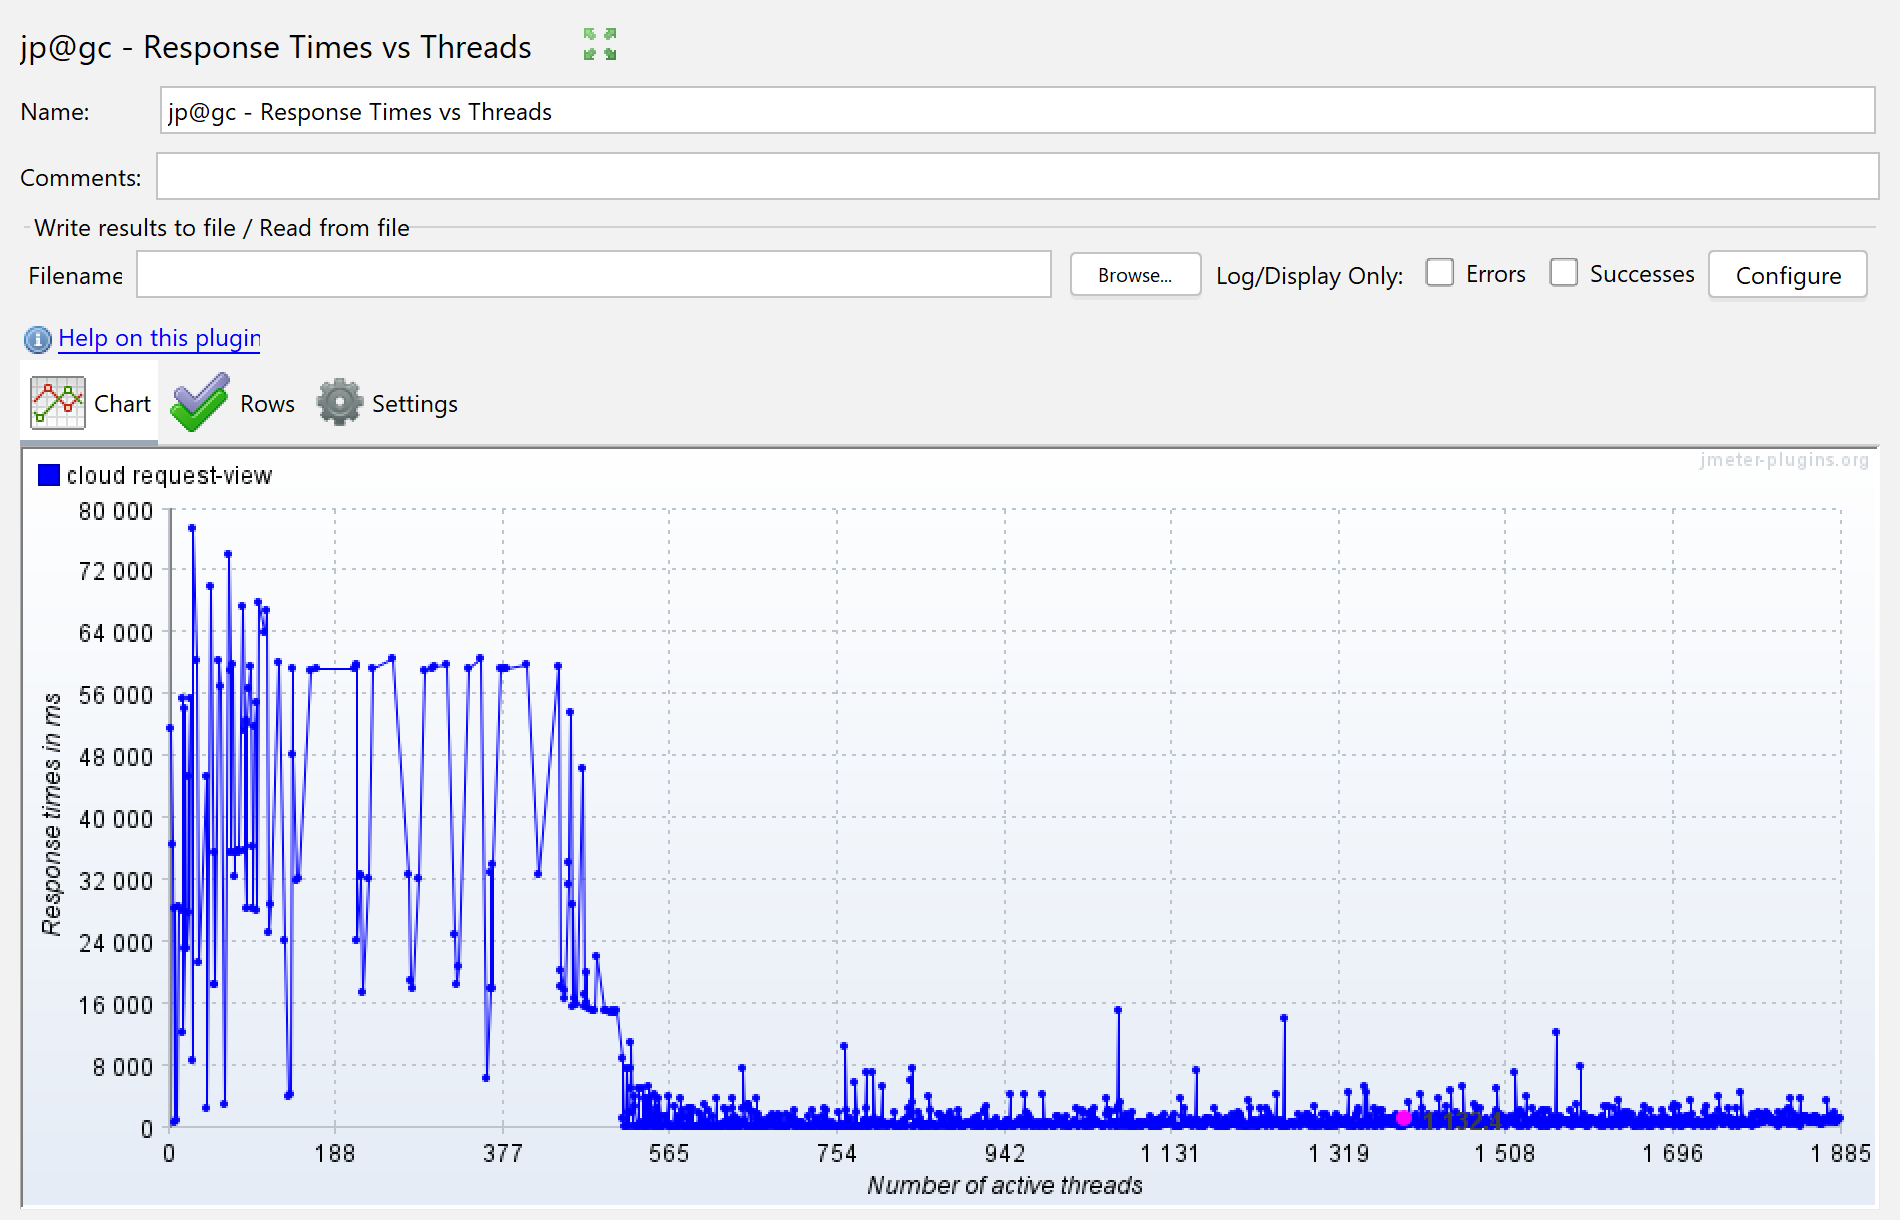 jp@gc - Response Times vs Threads
Name: jp@gc - Response Times vs Threads
Comments:
Write results to file / Read from file
Filename Browse... Log/Display Only: Errors Successes Configure
Help on this plugin
Chart Rows Settings
jmeter-plugins.org
cloud request-view
80 000
72 000
64 000
56 000
48 000
40 000
32 000
24 000
16 000
8 000
0
Response times in ms
1 132,4
0 188 377 565 754 942 1 131 1 319 1 508 1 696 1 885
Number of active threads